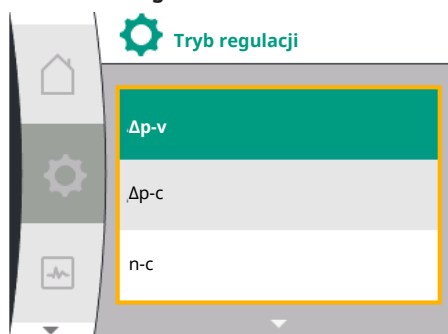 Tryb regulacji
Δp-v
Δp-c
n-c